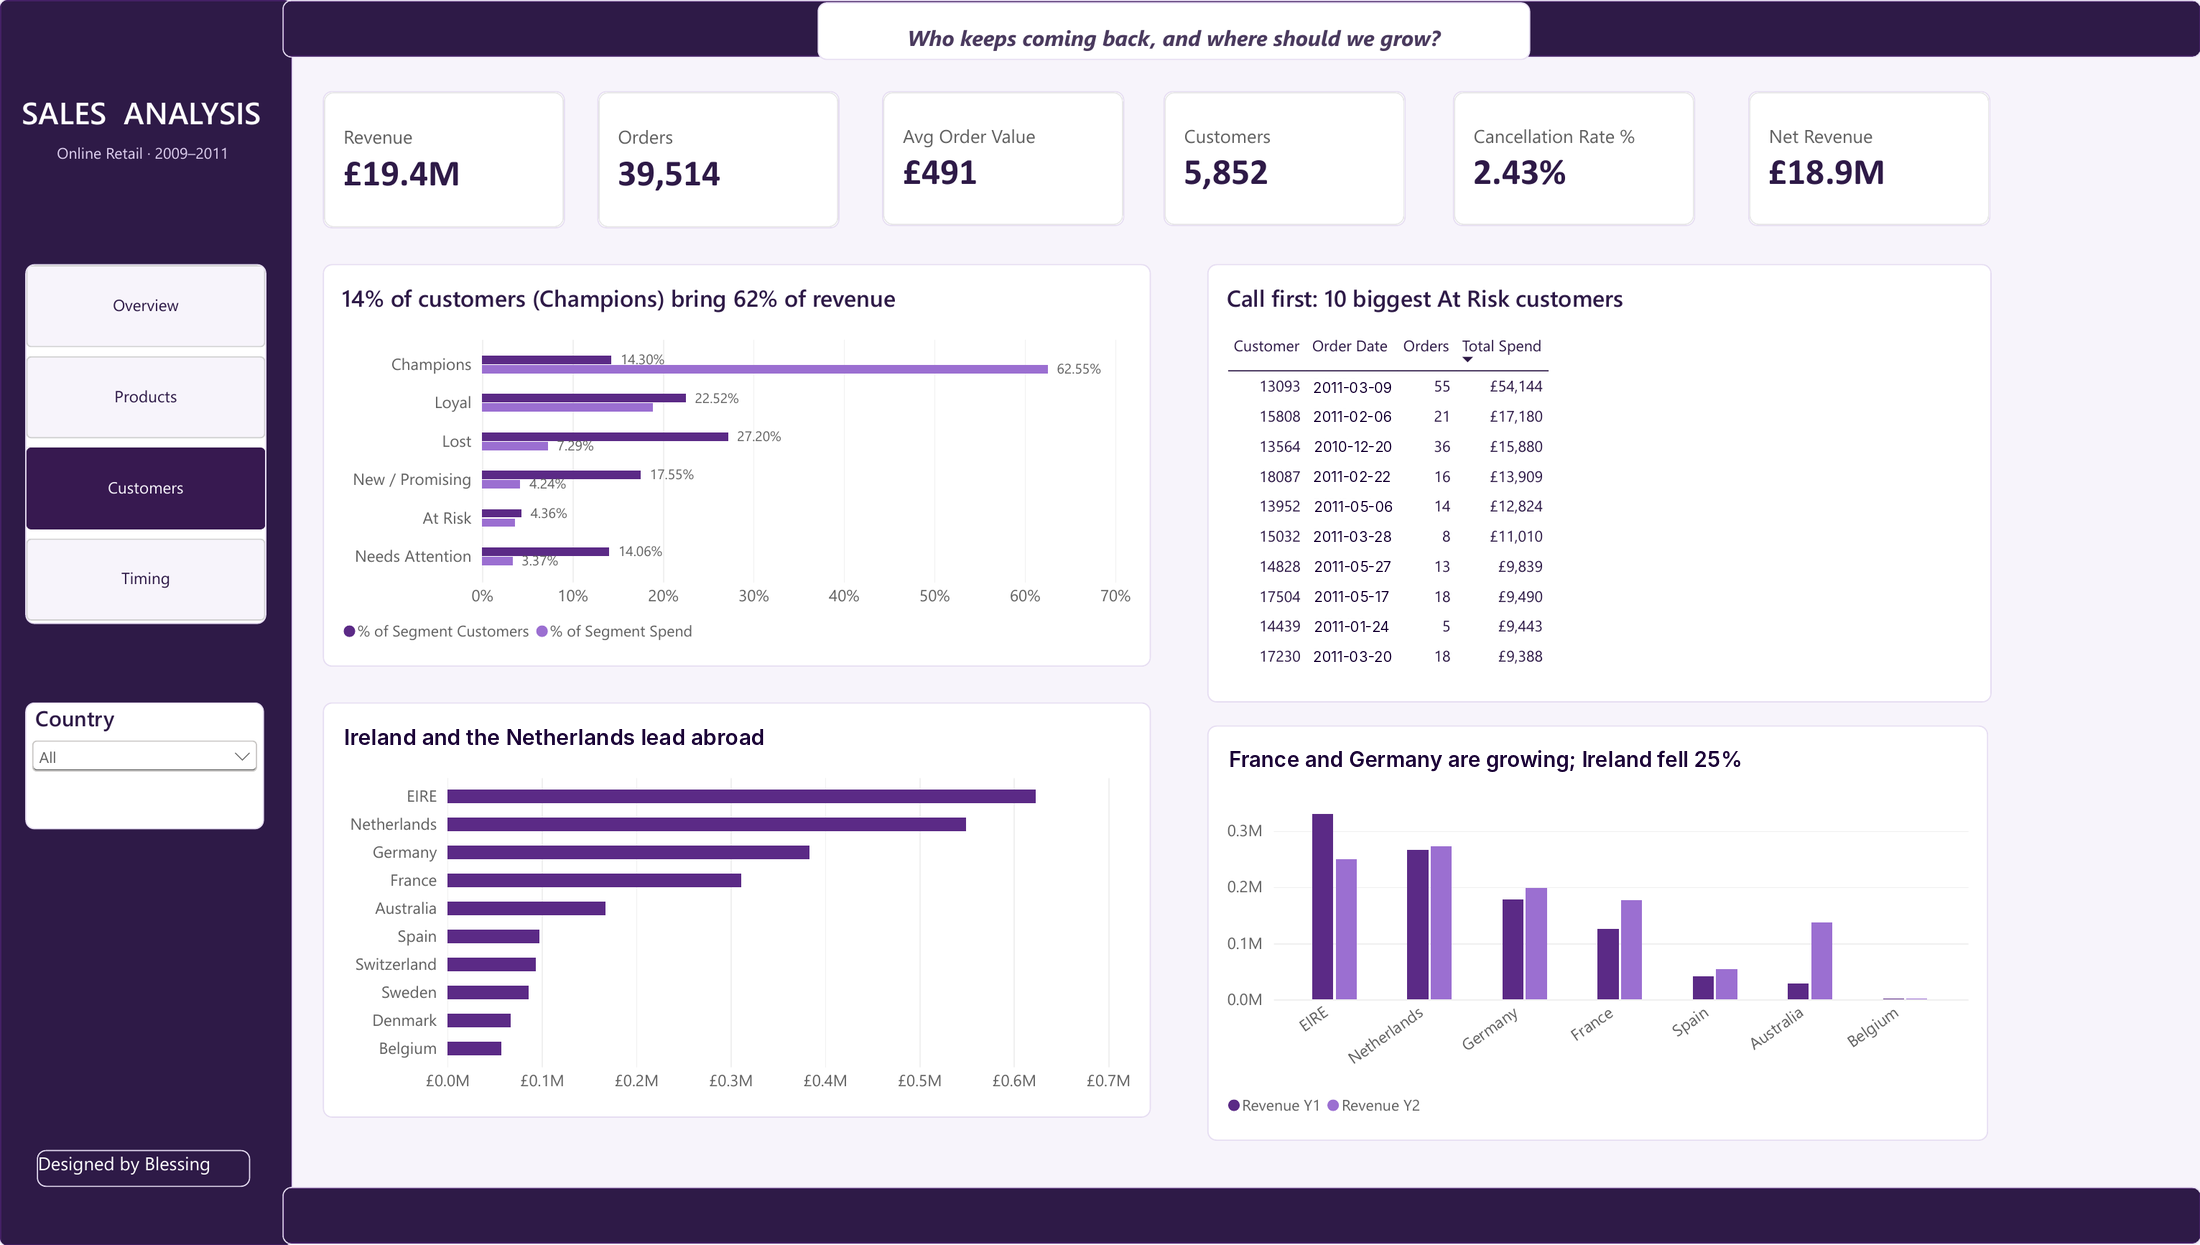 Who keeps coming back, and where should we grow?
SALES ANALYSIS
Online Retail · 2009–2011
Overview
Products
Customers
Timing
Country
All
Designed by Blessing
Revenue
£19.4M
Orders
39,514
Avg Order Value
£491
Customers
5,852
Cancellation Rate %
2.43%
Net Revenue
£18.9M
14% of customers (Champions) bring 62% of revenue
Champions 14.30%
62.55%
Loyal 22.52%
Lost 27.20%
7.29%
New / Promising 17.55%
4.24%
At Risk 4.36%
Needs Attention 14.06%
3.37%
0% 10% 20% 30% 40% 50% 60% 70%
% of Segment Customers % of Segment Spend
Call first: 10 biggest At Risk customers
Customer Order Date Orders Total Spend
13093 2011-03-09 55 £54,144
15808 2011-02-06 21 £17,180
13564 2010-12-20 36 £15,880
18087 2011-02-22 16 £13,909
13952 2011-05-06 14 £12,824
15032 2011-03-28 8 £11,010
14828 2011-05-27 13 £9,839
17504 2011-05-17 18 £9,490
14439 2011-01-24 5 £9,443
17230 2011-03-20 18 £9,388
Ireland and the Netherlands lead abroad
EIRE
Netherlands
Germany
France
Australia
Spain
Switzerland
Sweden
Denmark
Belgium
£0.0M £0.1M £0.2M £0.3M £0.4M £0.5M £0.6M £0.7M
France and Germany are growing; Ireland fell 25%
0.3M
0.2M
0.1M
0.0M
EIRE Netherlands Germany France Spain Australia Belgium
Revenue Y1 Revenue Y2